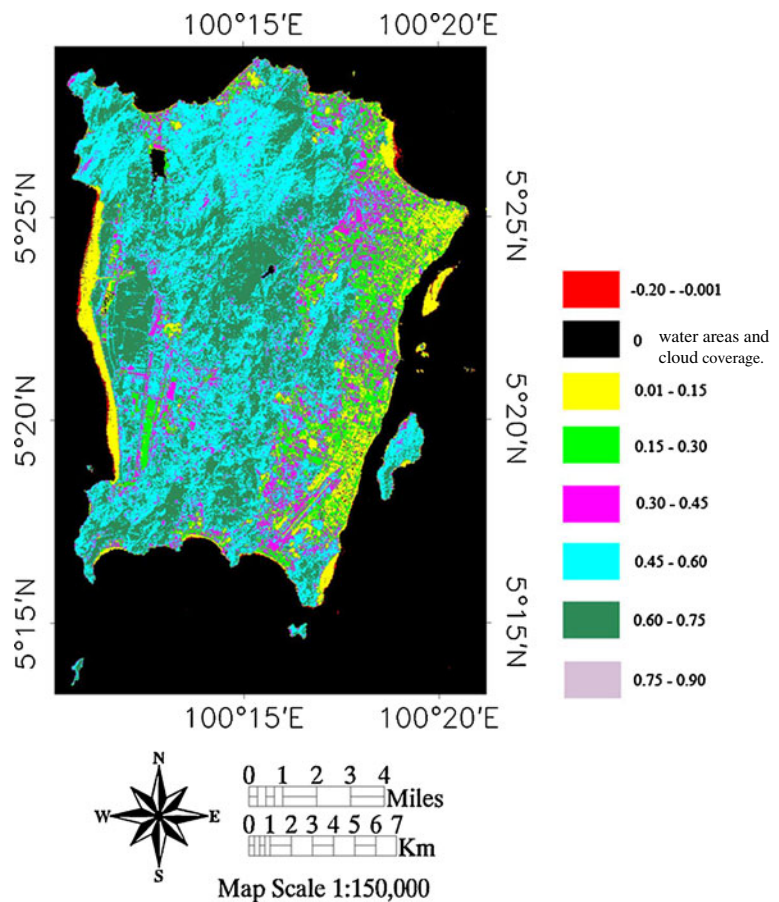 100°15′E 100°20′E
5°25′N
5°20′N
5°15′N
5°25′N
5°20′N
5°15′N
100°15′E 100°20′E
-0.20 - -0.001
0 water areas and
cloud coverage.
0.01 - 0.15
0.15 - 0.30
0.30 - 0.45
0.45 - 0.60
0.60 - 0.75
0.75 - 0.90
N
W E
S
0 1 2 3 4
Miles
0 1 2 3 4 5 6 7
Km
Map Scale 1:150,000